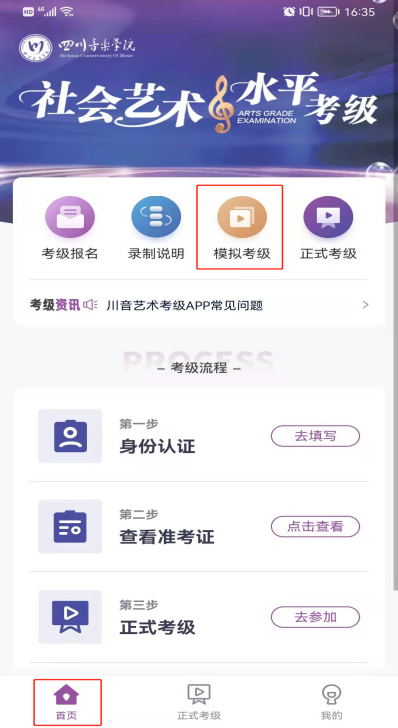 HD 4G 16:35
四川音乐学院
Sichuan Conservatory Of Music
社会艺术水平考级
ARTS GRADE
EXAMINATION
考级报名 录制说明 模拟考级 正式考级
考级资讯 川音艺术考级APP常见问题 >
PROCESS
– 考级流程 –
第一步
身份认证 去填写
第二步
查看准考证 点击查看
第三步
正式考级 去参加
首页 正式考级 我的